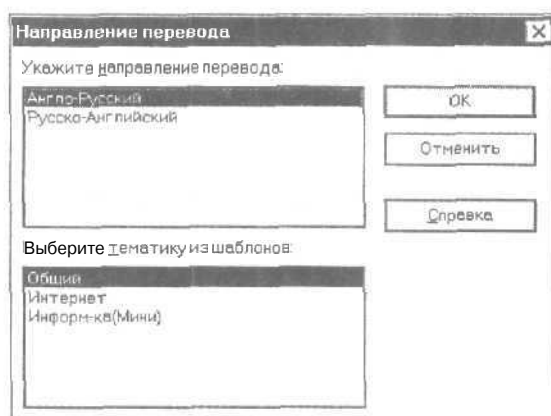 Направление перевода
Укажите направление перевода:
Англо-Русский
Русско-Английский
OK
Отменить
Справка
Выберите тематику из шаблонов:
Общий
Интернет
Информ-ка(Мини)